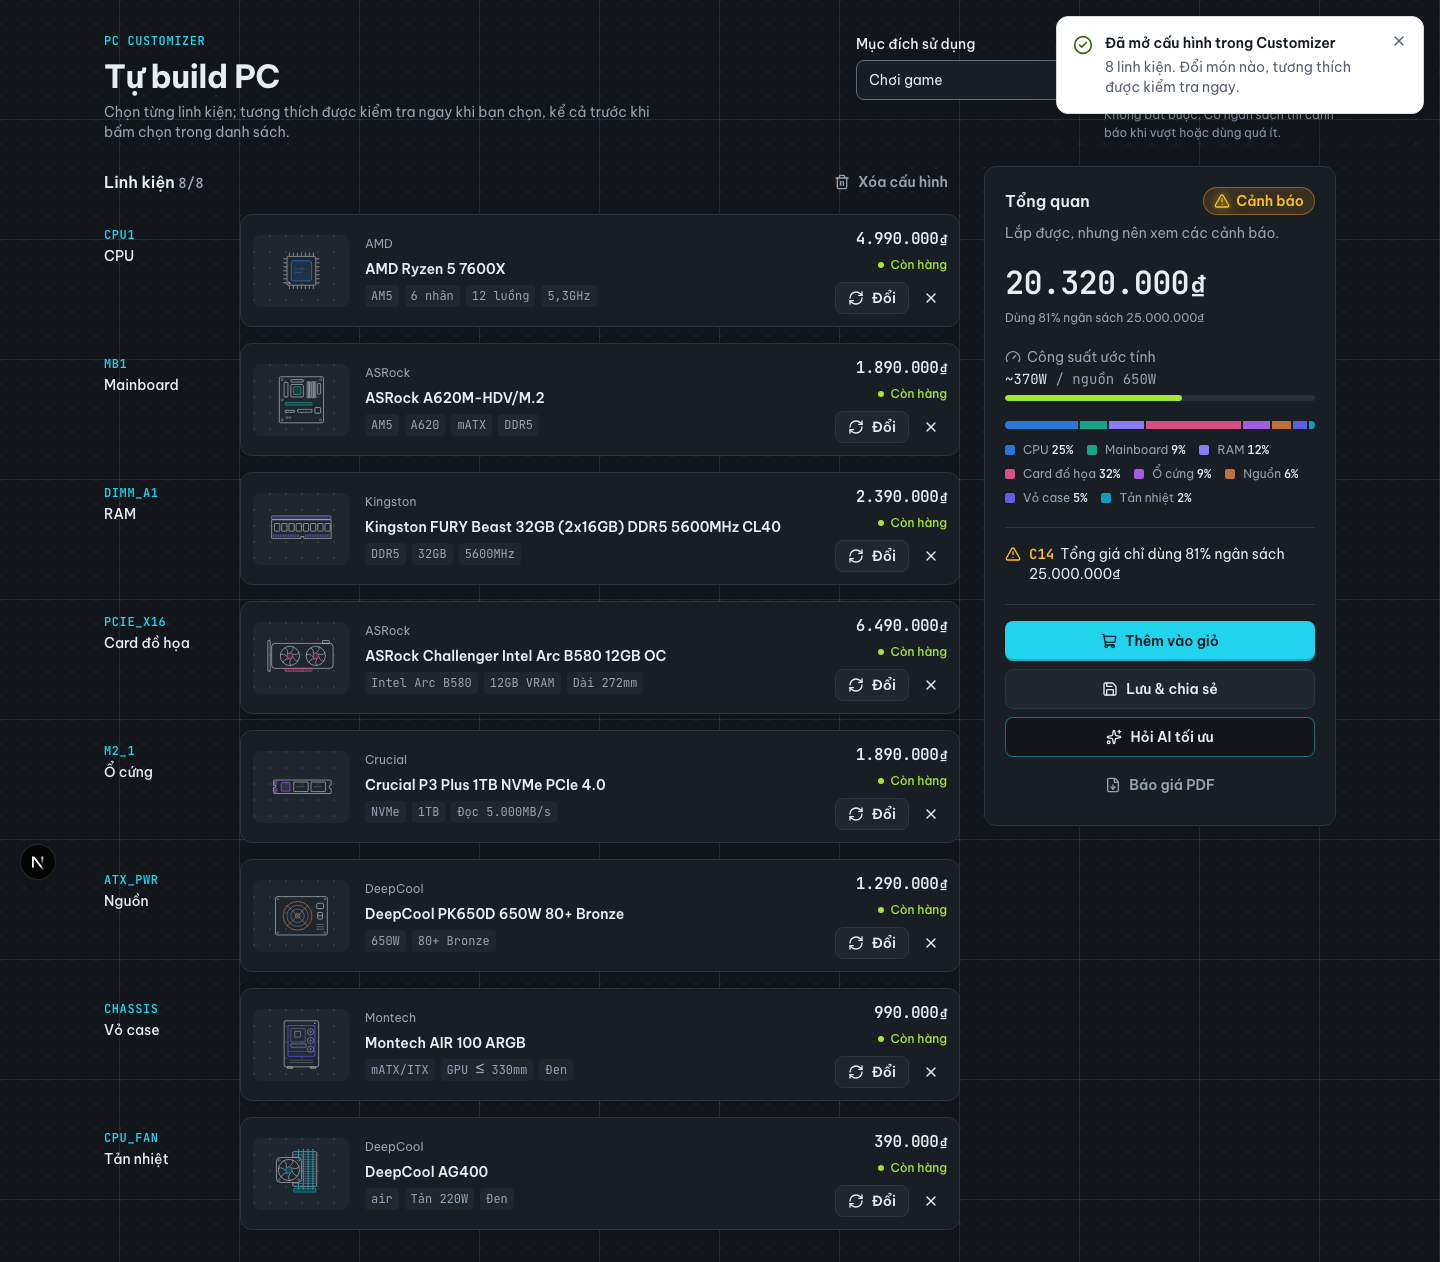 PC CUSTOMIZER
Tự build PC
Chọn từng linh kiện; tương thích được kiểm tra ngay khi bạn chọn, kể cả trước khi
bấm chọn trong danh sách.
Mục đích sử dụng
Chơi game
Đã mở cấu hình trong Customizer
8 linh kiện. Đổi món nào, tương thích
được kiểm tra ngay.
Không bắt buộc. Có ngân sách thì cảnh
báo khi vượt hoặc dùng quá ít.
Linh kiện 8/8
Xóa cấu hình
CPU1
CPU
AMD
AMD Ryzen 5 7600X
AM5 6 nhân 12 luồng 5,3GHz
4.990.000₫
Còn hàng
Đổi
MB1
Mainboard
ASRock
ASRock A620M-HDV/M.2
AM5 A620 mATX DDR5
1.890.000₫
Còn hàng
Đổi
DIMM_A1
RAM
Kingston
Kingston FURY Beast 32GB (2x16GB) DDR5 5600MHz CL40
DDR5 32GB 5600MHz
2.390.000₫
Còn hàng
Đổi
PCIE_X16
Card đồ họa
ASRock
ASRock Challenger Intel Arc B580 12GB OC
Intel Arc B580 12GB VRAM Dài 272mm
6.490.000₫
Còn hàng
Đổi
M2_1
Ổ cứng
Crucial
Crucial P3 Plus 1TB NVMe PCIe 4.0
NVMe 1TB Đọc 5.000MB/s
1.890.000₫
Còn hàng
Đổi
ATX_PWR
Nguồn
DeepCool
DeepCool PK650D 650W 80+ Bronze
650W 80+ Bronze
1.290.000₫
Còn hàng
Đổi
CHASSIS
Vỏ case
Montech
Montech AIR 100 ARGB
mATX/ITX GPU ≤ 330mm Đen
990.000₫
Còn hàng
Đổi
CPU_FAN
Tản nhiệt
DeepCool
DeepCool AG400
air Tản 220W Đen
390.000₫
Còn hàng
Đổi
Tổng quan
Cảnh báo
Lắp được, nhưng nên xem các cảnh báo.
20.320.000₫
Dùng 81% ngân sách 25.000.000₫
Công suất ước tính
~370W / nguồn 650W
CPU 25% Mainboard 9% RAM 12%
Card đồ họa 32% Ổ cứng 9% Nguồn 6%
Vỏ case 5% Tản nhiệt 2%
C14 Tổng giá chỉ dùng 81% ngân sách
25.000.000₫
Thêm vào giỏ
Lưu & chia sẻ
Hỏi AI tối ưu
Báo giá PDF
N